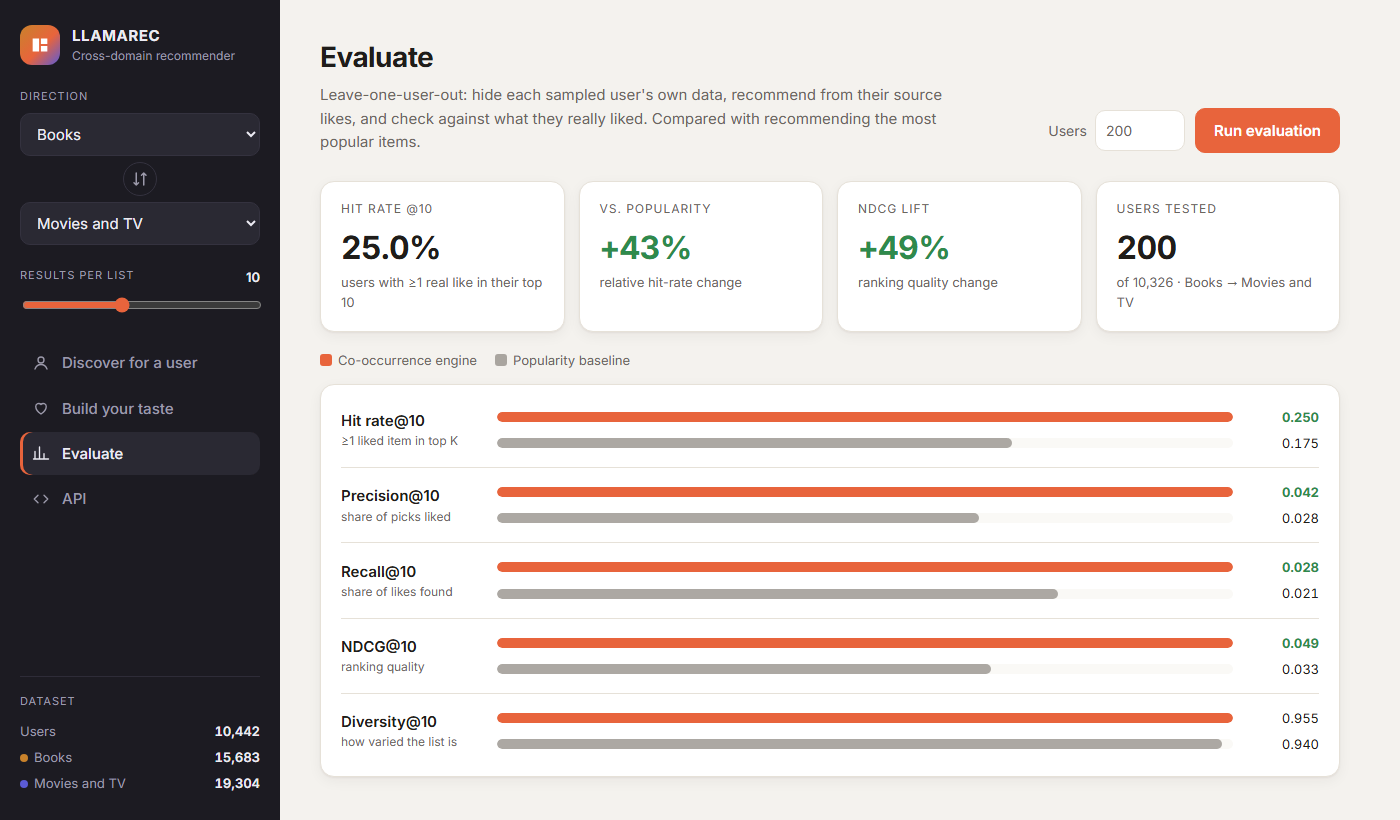 LLAMAREC
Cross-domain recommender
DIRECTION
Books
Movies and TV
RESULTS PER LIST 10
Discover for a user
Build your taste
Evaluate
API
DATASET
Users 10,442
Books 15,683
Movies and TV 19,304
Evaluate
Leave-one-user-out: hide each sampled user's own data, recommend from their source
likes, and check against what they really liked. Compared with recommending the most
popular items.
Users 200 Run evaluation
HIT RATE @10
25.0%
users with ≥1 real like in their top
10
VS. POPULARITY
+43%
relative hit-rate change
NDCG LIFT
+49%
ranking quality change
USERS TESTED
200
of 10,326 · Books → Movies and
TV
Co-occurrence engine Popularity baseline
Hit rate@10 0.250
≥1 liked item in top K 0.175
Precision@10 0.042
share of picks liked 0.028
Recall@10 0.028
share of likes found 0.021
NDCG@10 0.049
ranking quality 0.033
Diversity@10 0.955
how varied the list is 0.940